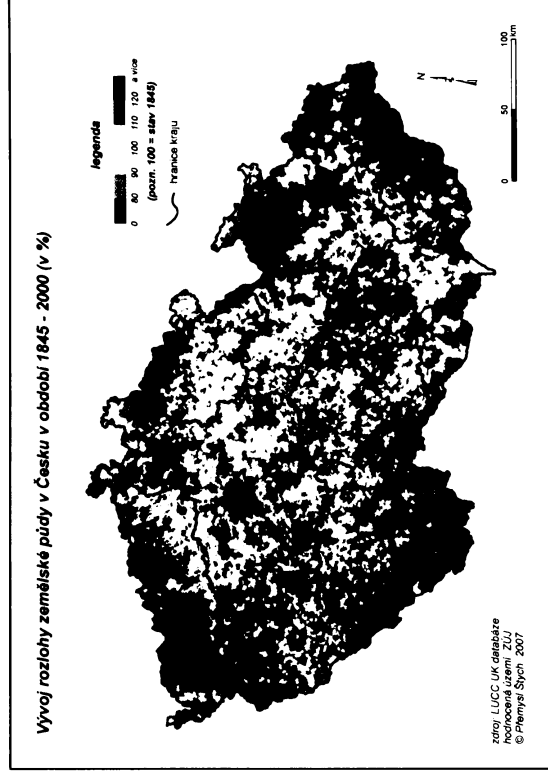 Vývoj rozlohy zemělské půdy v Česku v období 1845 - 2000 (v %)
legenda
0 80 90 100 110 120 a více
(pozn. 100 = stav 1845)
hranice krajů
N
0 50 100
km
zdroj: LUCC UK databáze
hodnocená území ZÚJ
© Přemysl Štych 2007